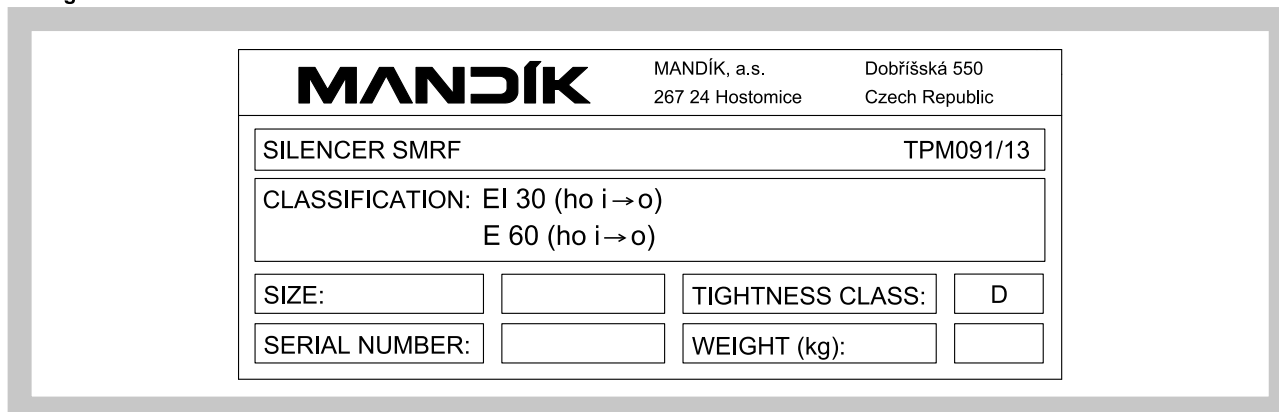 MANDÍK
MANDÍK, a.s.
Dobříšská 550
267 24 Hostomice
Czech Republic
SILENCER SMRF
TPM091/13
CLASSIFICATION: EI 30 (ho i→o)
E 60 (ho i→o)
SIZE:
TIGHTNESS CLASS: D
SERIAL NUMBER:
WEIGHT (kg):